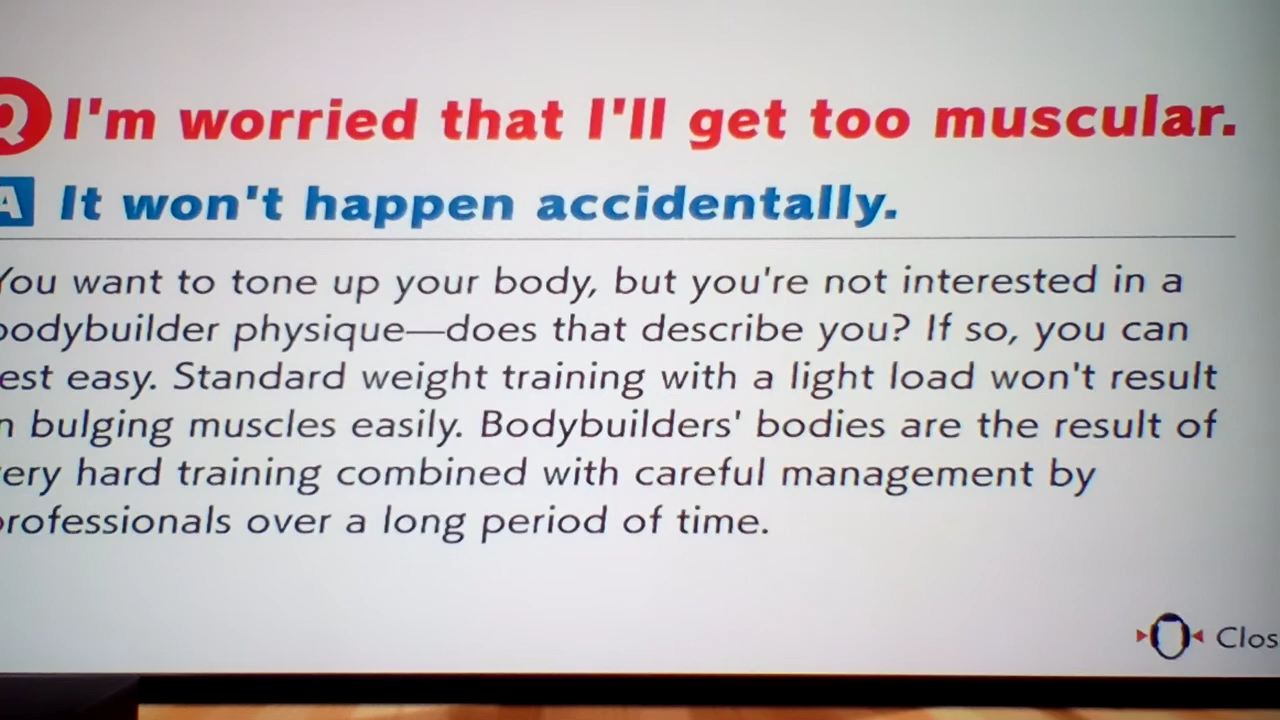 Q I'm worried that I'll get too muscular.
A It won't happen accidentally.
You want to tone up your body, but you're not interested in a
bodybuilder physique—does that describe you? If so, you can
est easy. Standard weight training with a light load won't result
n bulging muscles easily. Bodybuilders' bodies are the result of
ery hard training combined with careful management by
professionals over a long period of time.
Clos